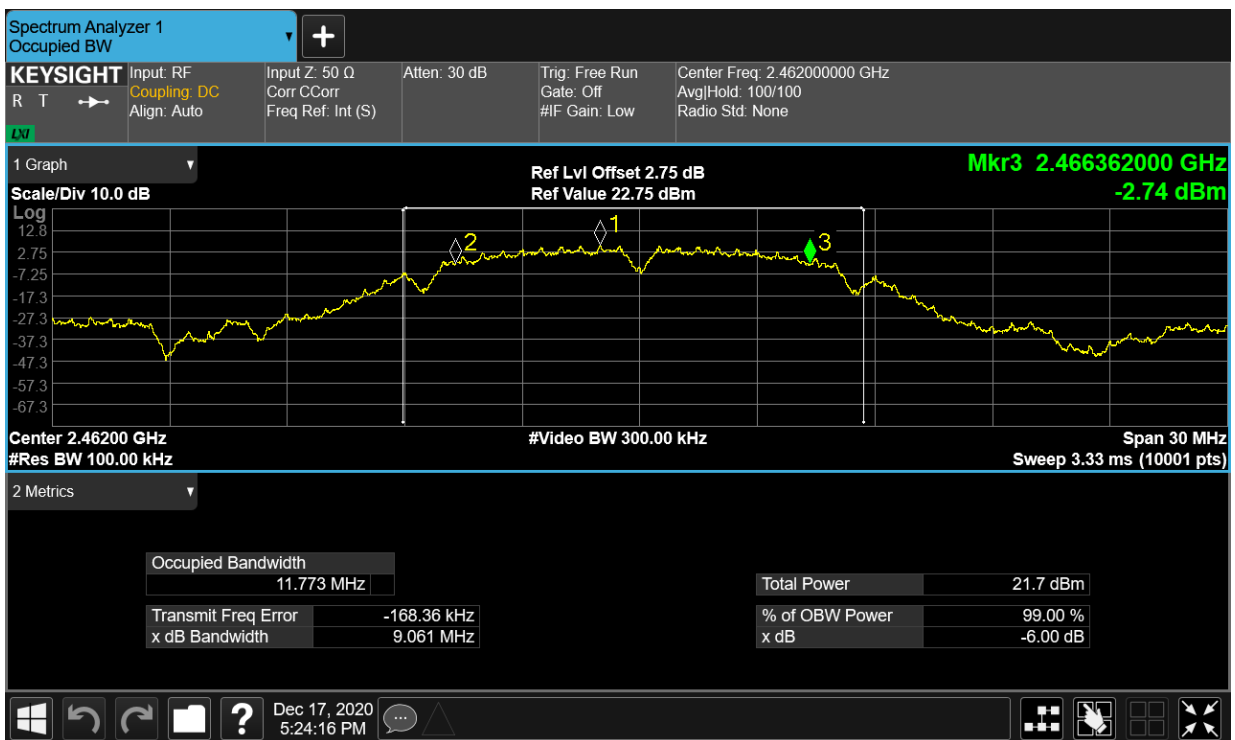 Spectrum Analyzer 1
Occupied BW
▼
+
KEYSIGHT
R T
LXI
Input: RF
Coupling: DC
Align: Auto
Input Z: 50 Ω
Corr CCorr
Freq Ref: Int (S)
Atten: 30 dB
Trig: Free Run
Gate: Off
#IF Gain: Low
Center Freq: 2.462000000 GHz
Avg|Hold: 100/100
Radio Std: None
1 Graph ▼
Scale/Div 10.0 dB
Ref Lvl Offset 2.75 dB
Ref Value 22.75 dBm
Mkr3 2.466362000 GHz
-2.74 dBm
Log
12.8
2.75
-7.25
-17.3
-27.3
-37.3
-47.3
-57.3
-67.3
2
1
3
Center 2.46200 GHz
#Res BW 100.00 kHz
#Video BW 300.00 kHz
Span 30 MHz
Sweep 3.33 ms (10001 pts)
2 Metrics ▼
Occupied Bandwidth
11.773 MHz
Transmit Freq Error -168.36 kHz
x dB Bandwidth 9.061 MHz
Total Power 21.7 dBm
% of OBW Power 99.00 %
x dB -6.00 dB
?
Dec 17, 2020
5:24:16 PM